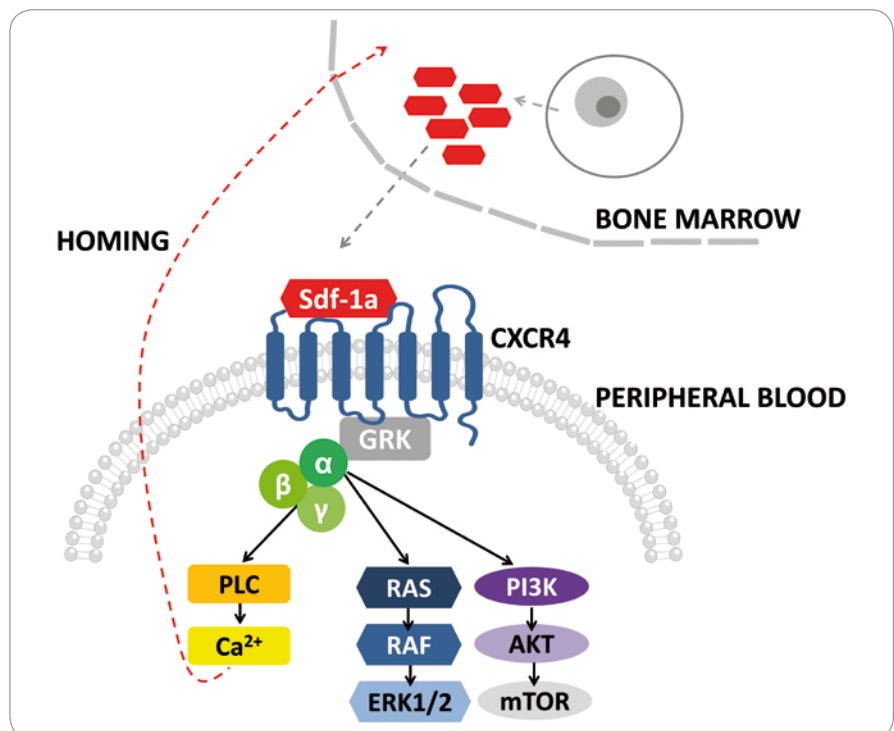 BONE MARROW
HOMING
Sdf-1a
CXCR4
PERIPHERAL BLOOD
GRK
α
β
γ
PLC
RAS
PI3K
Ca²⁺
RAF
AKT
ERK1/2
mTOR